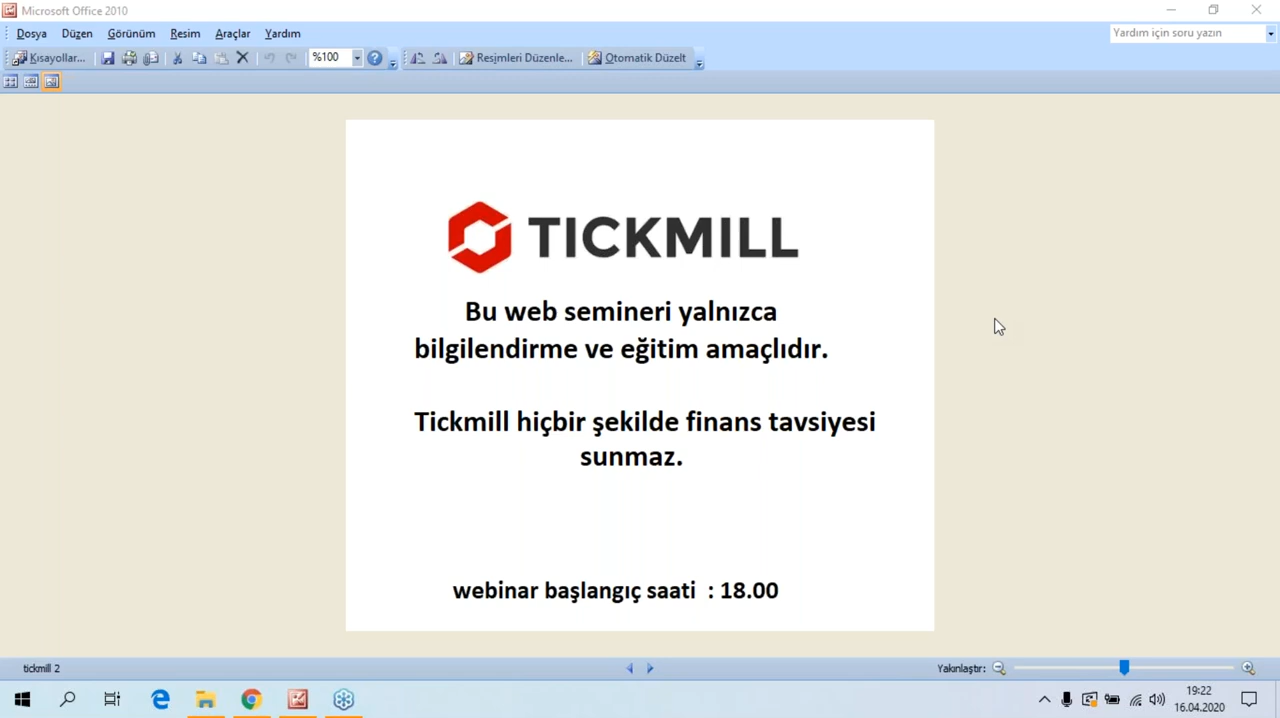 Microsoft Office 2010
Dosya Düzen Görünüm Resim Araçlar Yardım
Yardım için soru yazın
Kısayollar... %100 Resimleri Düzenle... Otomatik Düzelt
TICKMILL
Bu web semineri yalnızca
bilgilendirme ve eğitim amaçlıdır.
Tickmill hiçbir şekilde finans tavsiyesi
sunmaz.
webinar başlangıç saati : 18.00
tickmill 2
Yakınlaştır:
19:22
16.04.2020